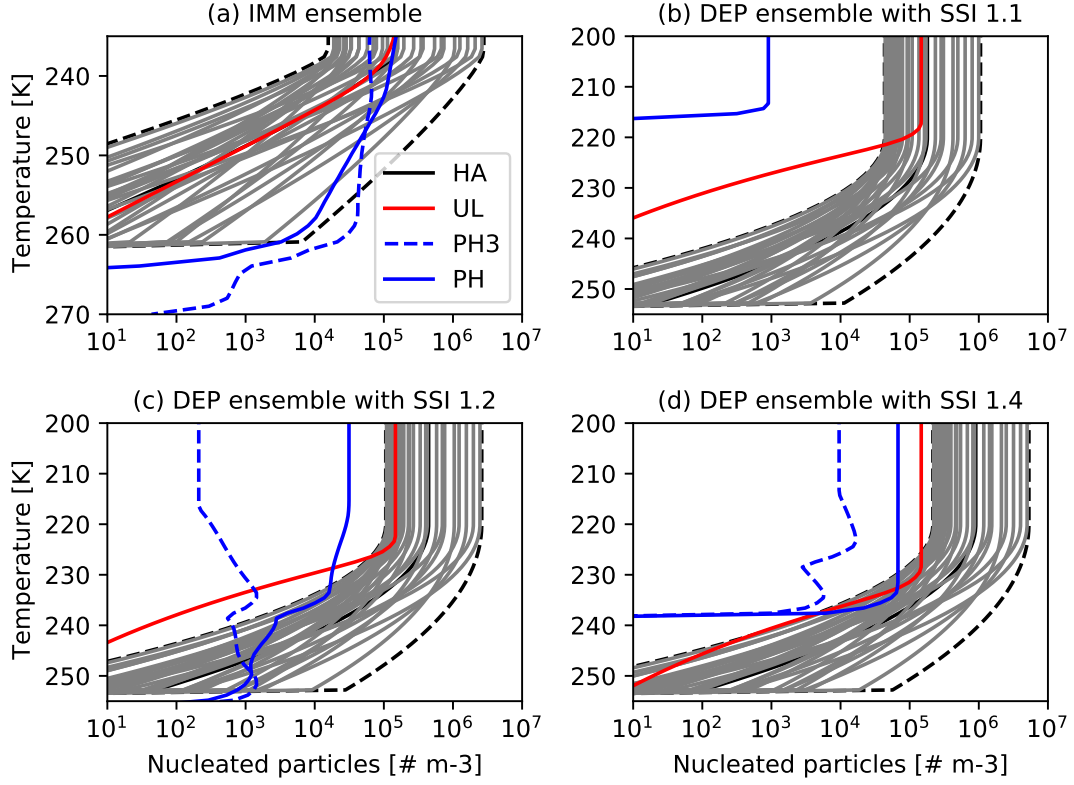 (a) IMM ensemble
(b) DEP ensemble with SSI 1.1
Temperature [K]
240
250
260
270
10^1 10^2 10^3 10^4 10^5 10^6 10^7
HA
UL
PH3
PH
200
210
220
230
240
250
10^1 10^2 10^3 10^4 10^5 10^6 10^7
(c) DEP ensemble with SSI 1.2
(d) DEP ensemble with SSI 1.4
Temperature [K]
200
210
220
230
240
250
10^1 10^2 10^3 10^4 10^5 10^6 10^7
Nucleated particles [# m-3]
200
210
220
230
240
250
10^1 10^2 10^3 10^4 10^5 10^6 10^7
Nucleated particles [# m-3]